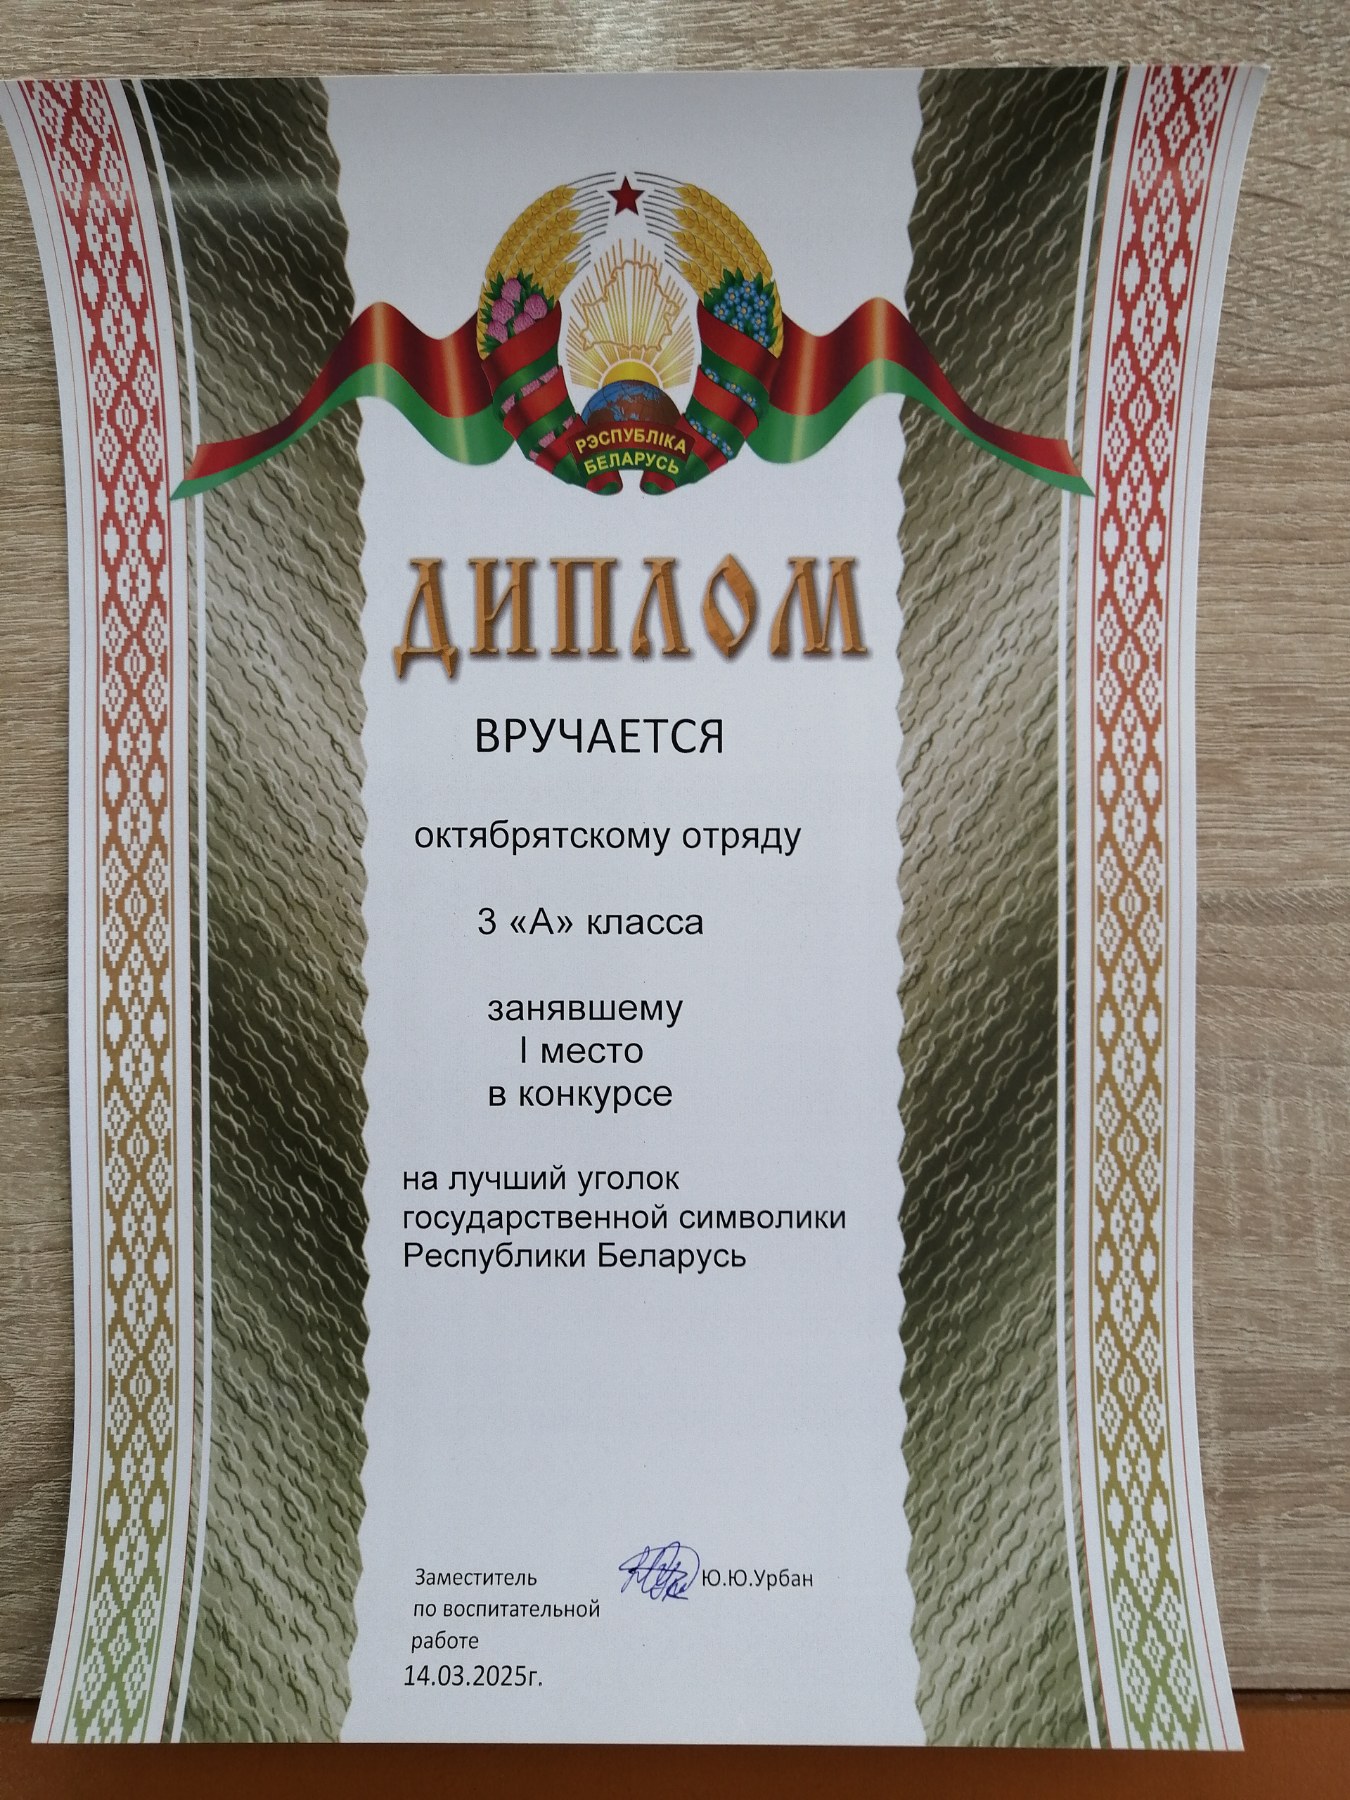 РЭСПУБЛІКА
БЕЛАРУСЬ
ДИПЛОМ
ВРУЧАЕТСЯ
октябрятскому отряду
3 «А» класса
занявшему
I место
в конкурсе
на лучший уголок
государственной символики
Республики Беларусь
Заместитель Ю.Ю.Урбан
по воспитательной
работе
14.03.2025г.